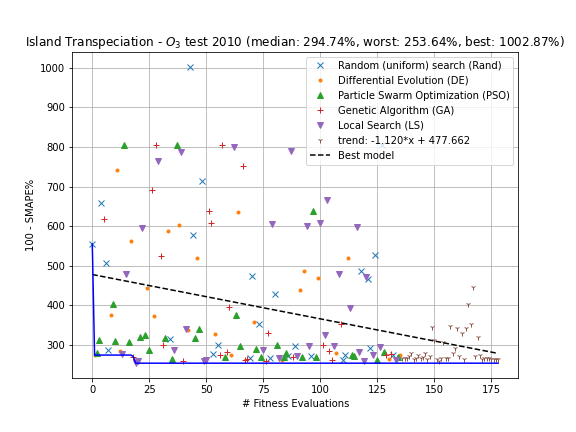 Island Transpeciation - O3 test 2010 (median: 294.74%, worst: 253.64%, best: 1002.87%)
1000
900
800
700
600
500
400
300
100 - SMAPE%
Random (uniform) search (Rand)
Differential Evolution (DE)
Particle Swarm Optimization (PSO)
Genetic Algorithm (GA)
Local Search (LS)
trend: -1.120*x + 477.662
Best model
0 25 50 75 100 125 150 175
# Fitness Evaluations